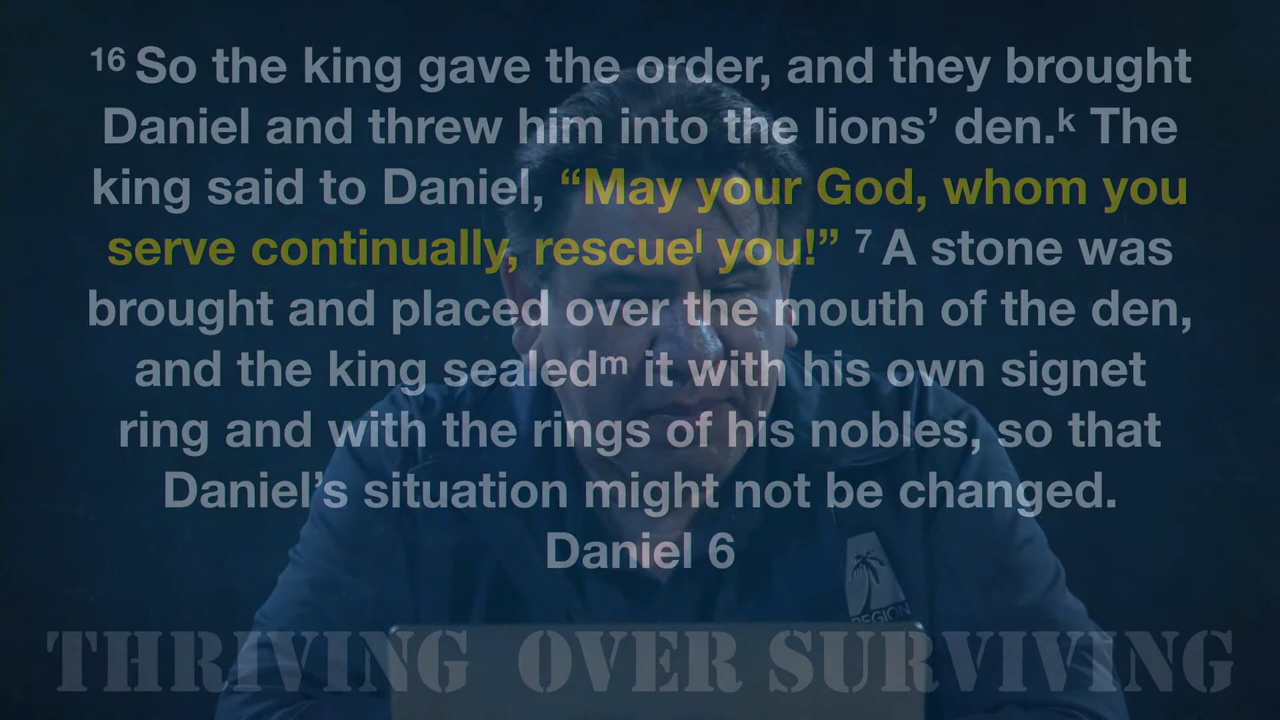 16 So the king gave the order, and they brought
Daniel and threw him into the lions’ den.k The
king said to Daniel, “May your God, whom you
serve continually, rescuel you!” 7 A stone was
brought and placed over the mouth of the den,
and the king sealedm it with his own signet
ring and with the rings of his nobles, so that
Daniel’s situation might not be changed.
Daniel 6
REGION
THRIVING OVER SURVIVING